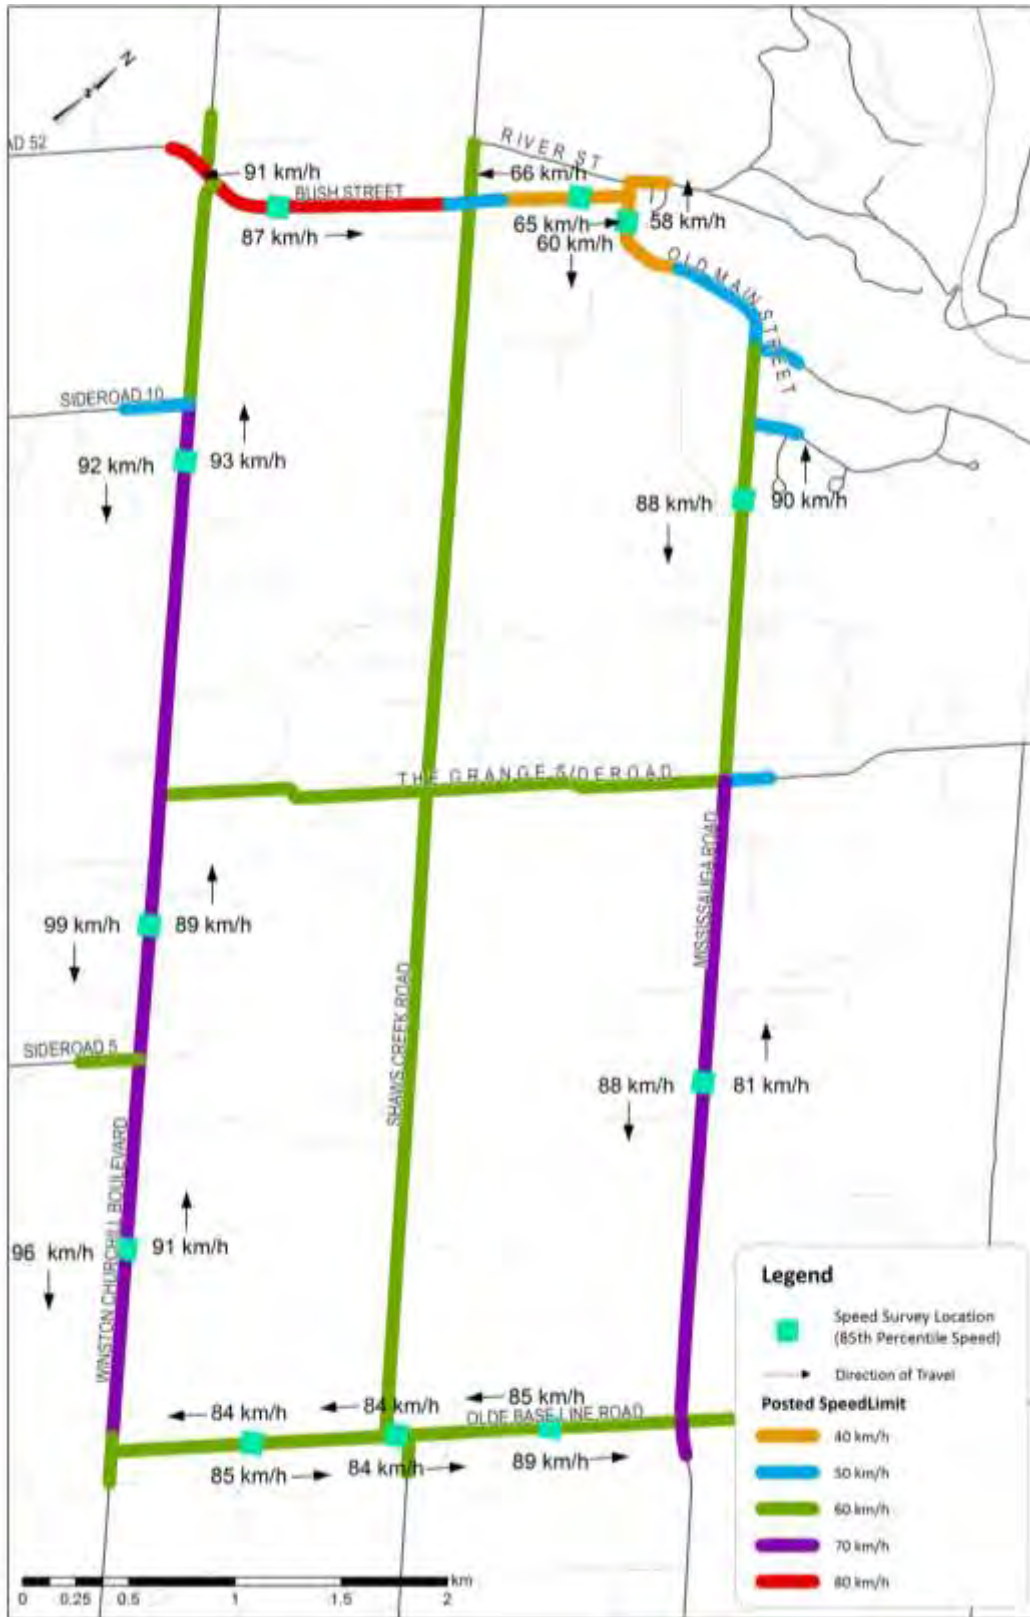 N
AD 52
RIVER ST
91 km/h
66 km/h
BUSH STREET
87 km/h
65 km/h
60 km/h
58 km/h
OLD MAIN STREET
SIDEROAD 10
92 km/h
93 km/h
88 km/h
90 km/h
THE GRANGE SIDEROAD
MISSISSAUGA ROAD
99 km/h
89 km/h
SHAWS CREEK ROAD
SIDEROAD 5
88 km/h
81 km/h
WINSTON CHURCHILL BOULEVARD
96 km/h
91 km/h
85 km/h
84 km/h
84 km/h
OLDE BASE LINE ROAD
85 km/h
84 km/h
89 km/h
Legend
Speed Survey Location
(85th Percentile Speed)
Direction of Travel
Posted SpeedLimit
40 km/h
50 km/h
60 km/h
70 km/h
80 km/h
km
0 0.25 0.5 1 1.5 2